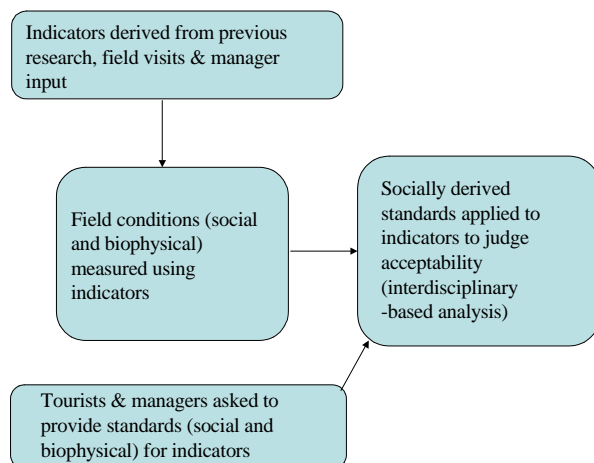 Indicators derived from previous
research, field visits & manager
input
Field conditions (social
and biophysical)
measured using
indicators
Socially derived
standards applied to
indicators to judge
acceptability
(interdisciplinary
-based analysis)
Tourists & managers asked to
provide standards (social and
biophysical) for indicators